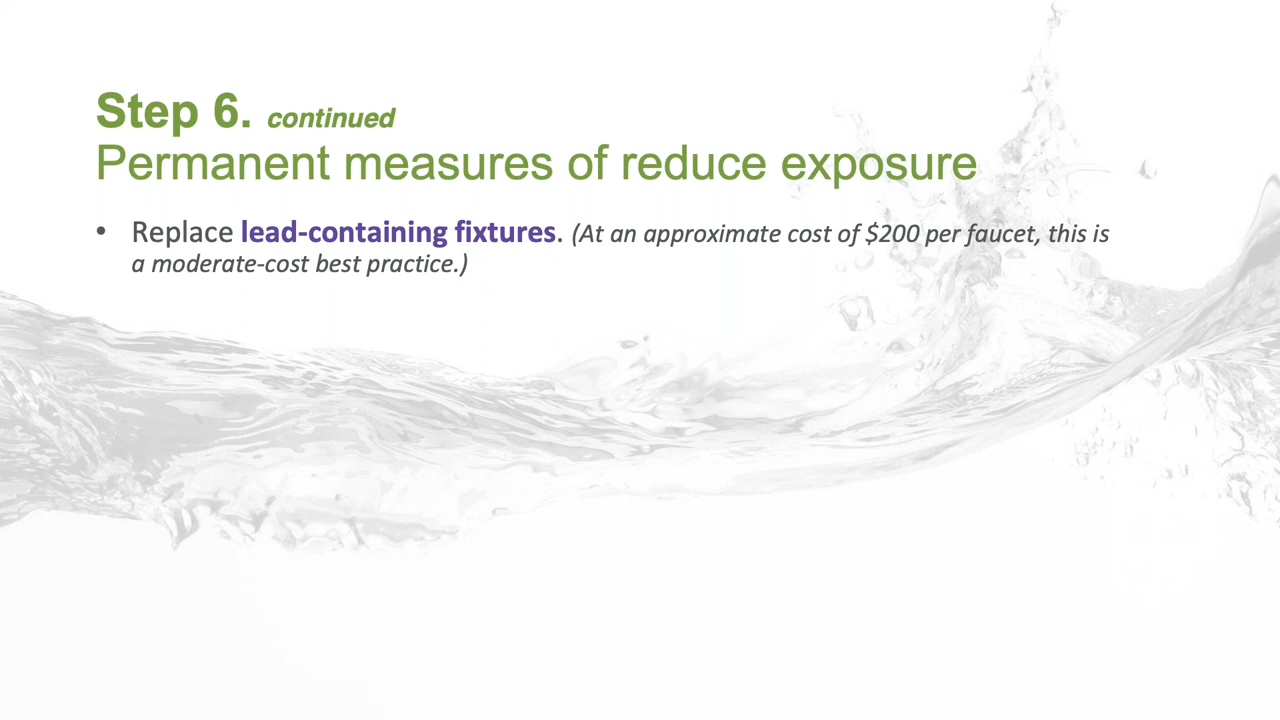 Step 6. continued
Permanent measures of reduce exposure
• Replace lead-containing fixtures. (At an approximate cost of $200 per faucet, this is
a moderate-cost best practice.)